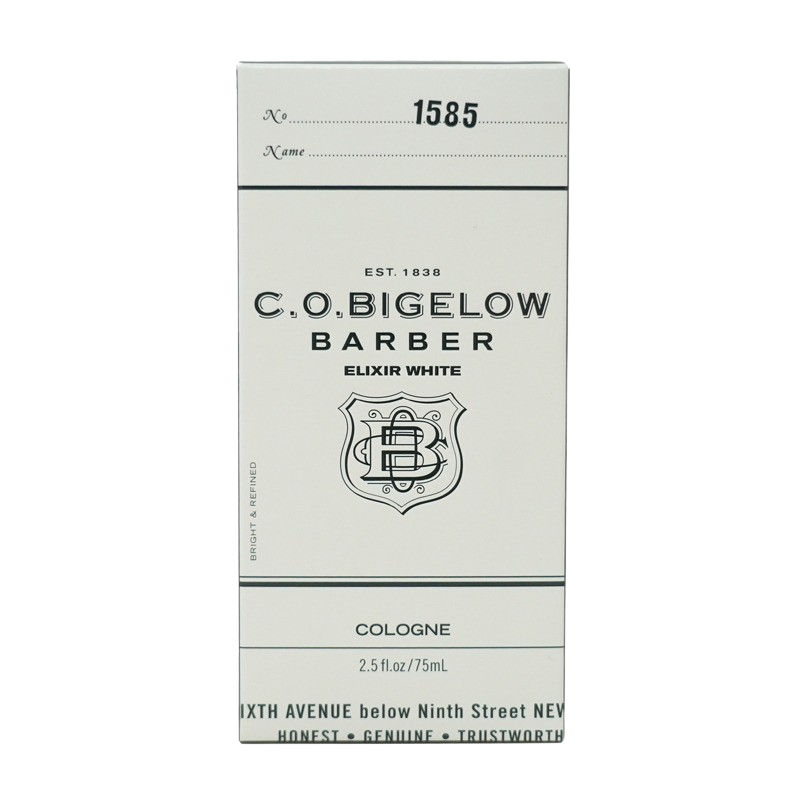 No 1585
Name
EST. 1838
C.O.BIGELOW
BARBER
ELIXIR WHITE
BRIGHT & REFINED
COLOGNE
2.5 fl.oz/75mL
IXTH AVENUE below Ninth Street NEV
HONEST • GENUINE • TRUSTWORTH